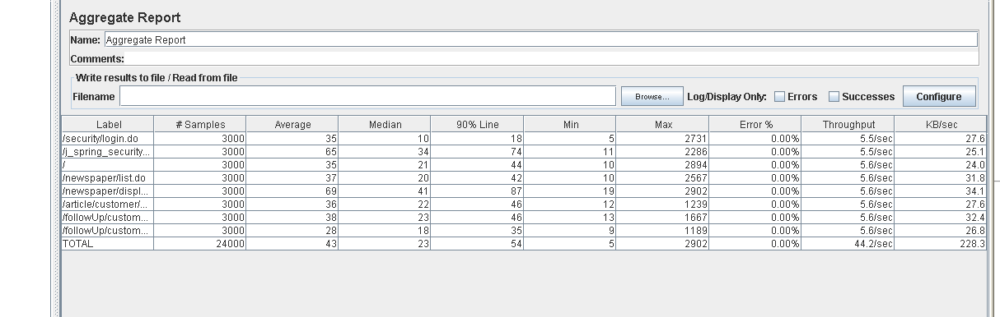 Aggregate Report
Name: Aggregate Report
Comments:
Write results to file / Read from file
Filename Browse... Log/Display Only: Errors Successes Configure
Label # Samples Average Median 90% Line Min Max Error % Throughput KB/sec
/security/login.do 3000 35 10 18 5 2731 0.00% 5.5/sec 27.6
/j_spring_security... 3000 65 34 74 11 2286 0.00% 5.5/sec 25.1
/ 3000 35 21 44 10 2894 0.00% 5.6/sec 24.0
/newspaper/list.do 3000 37 20 42 10 2567 0.00% 5.6/sec 31.8
/newspaper/displ... 3000 69 41 87 19 2902 0.00% 5.6/sec 34.1
/article/customer/... 3000 36 22 46 12 1239 0.00% 5.6/sec 27.6
/followUp/custom... 3000 38 23 46 13 1667 0.00% 5.6/sec 32.4
/followUp/custom... 3000 28 18 35 9 1189 0.00% 5.6/sec 26.8
TOTAL 24000 43 23 54 5 2902 0.00% 44.2/sec 228.3